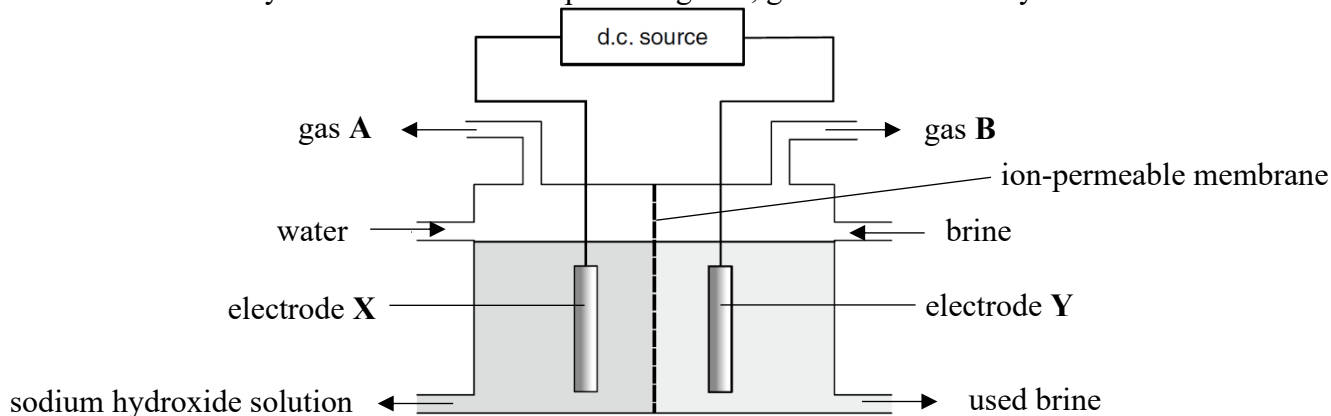 d.c. source
gas A
gas B
ion-permeable membrane
water
brine
electrode X
electrode Y
sodium hydroxide solution
used brine